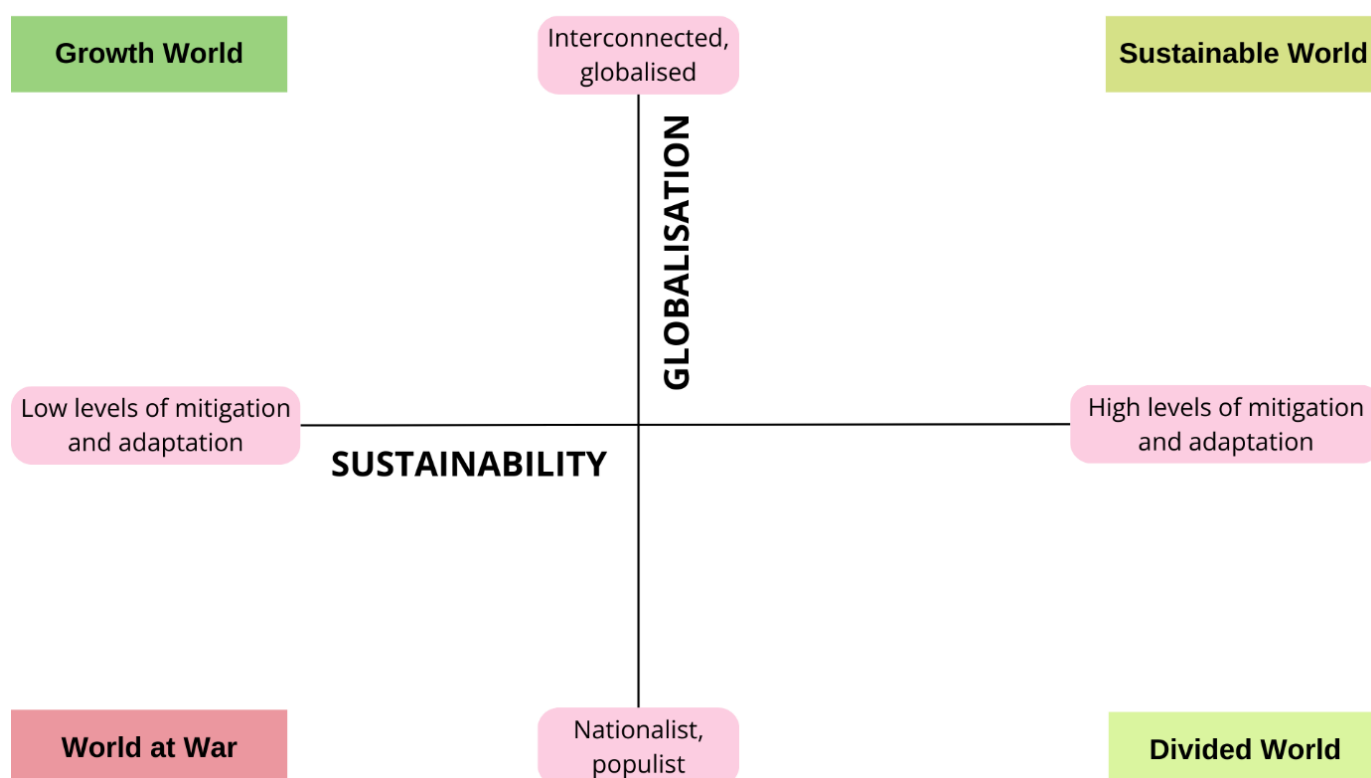 Growth World
Interconnected,
globalised
Sustainable World
GLOBALISATION
Low levels of mitigation
and adaptation
High levels of mitigation
and adaptation
SUSTAINABILITY
World at War
Nationalist,
populist
Divided World